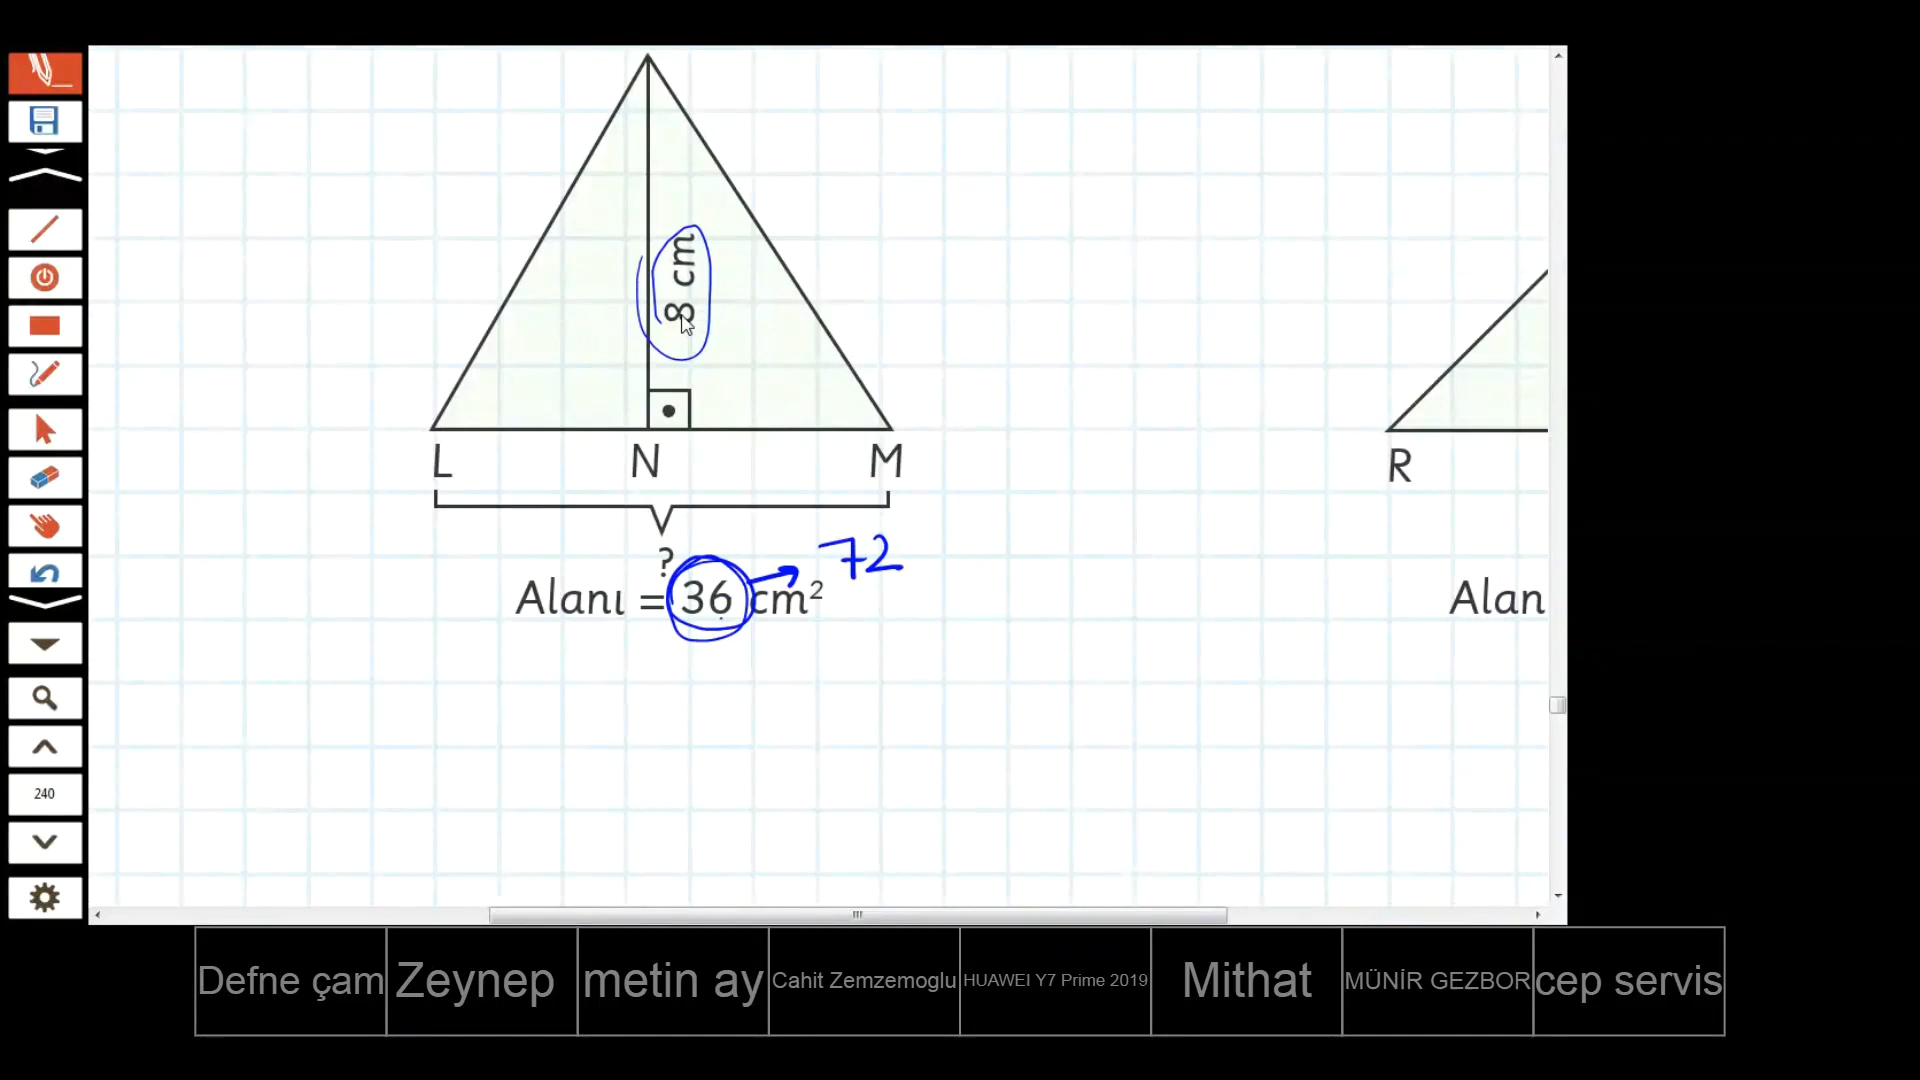 8 cm
L N M
R
?
72
Alanı = 36 cm²
Alan
240
Defne çam
Zeynep
metin ay
Cahit Zemzemoglu
HUAWEI Y7 Prime 2019
Mithat
MÜNİR GEZBOR
cep servis